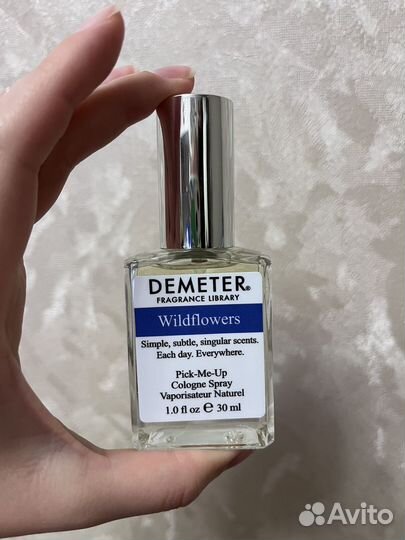 DEMETER®
FRAGRANCE LIBRARY
Wildflowers
Simple, subtle, singular scents.
Each day. Everywhere.
Pick-Me-Up
Cologne Spray
Vaporisateur Naturel
1.0 fl oz ℮ 30 ml
Avito